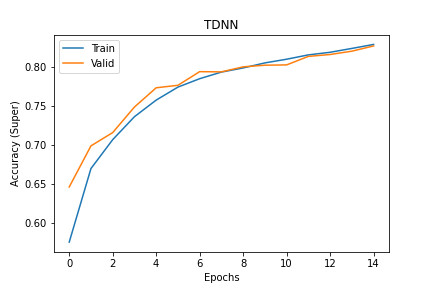 TDNN
Train
Valid
Accuracy (Super)
0.80
0.75
0.70
0.65
0.60
0 2 4 6 8 10 12 14
Epochs